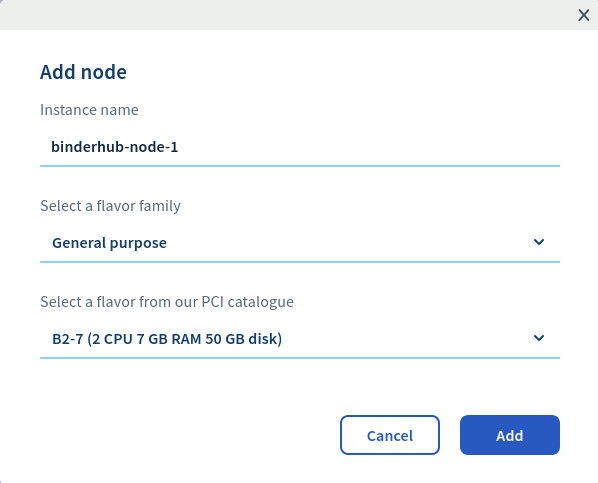 Add node
Instance name
binderhub-node-1
Select a flavor family
General purpose
Select a flavor from our PCI catalogue
B2-7 (2 CPU 7 GB RAM 50 GB disk)
Cancel
Add